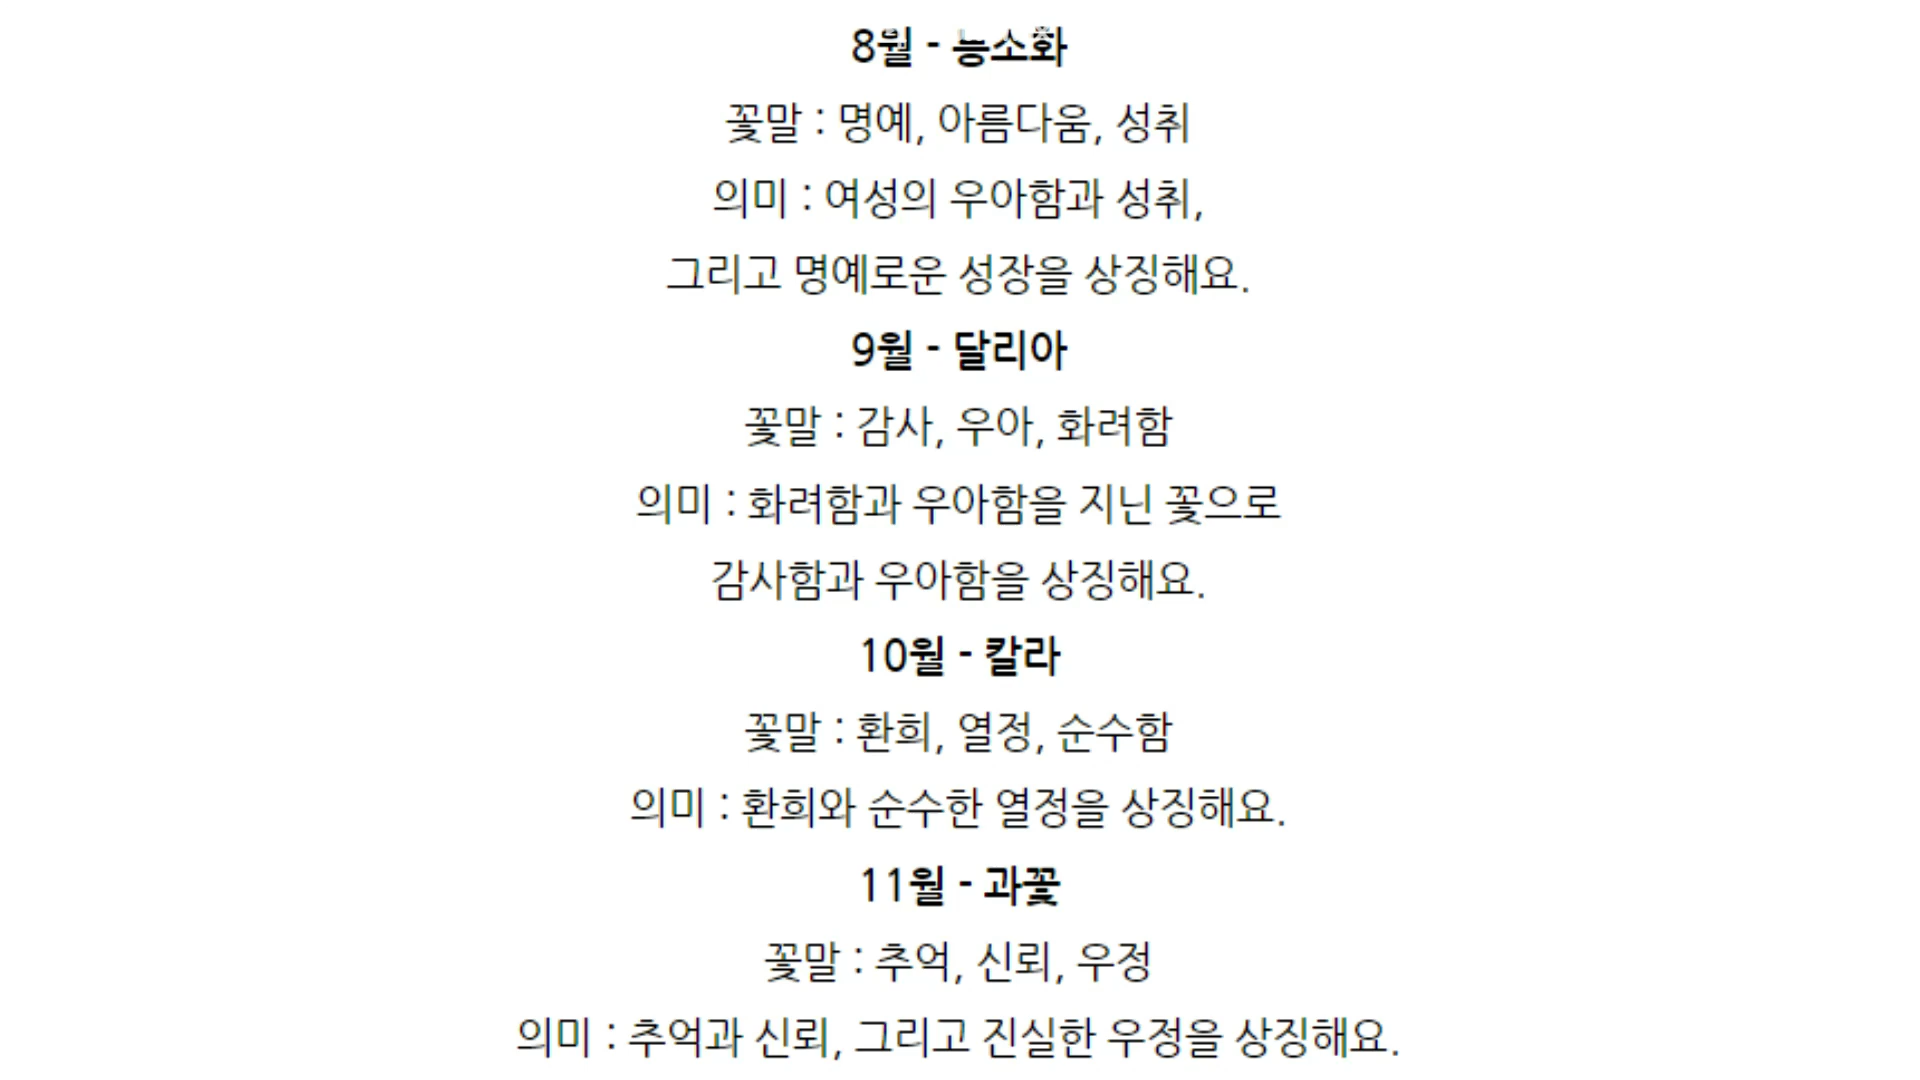 8월 - 능소화
꽃말 : 명예, 아름다움, 성취
의미 : 여성의 우아함과 성취,
그리고 명예로운 성장을 상징해요.
9월 - 달리아
꽃말 : 감사, 우아, 화려함
의미 : 화려함과 우아함을 지닌 꽃으로
감사함과 우아함을 상징해요.
10월 - 칼라
꽃말 : 환희, 열정, 순수함
의미 : 환희와 순수한 열정을 상징해요.
11월 - 과꽃
꽃말 : 추억, 신뢰, 우정
의미 : 추억과 신뢰, 그리고 진실한 우정을 상징해요.